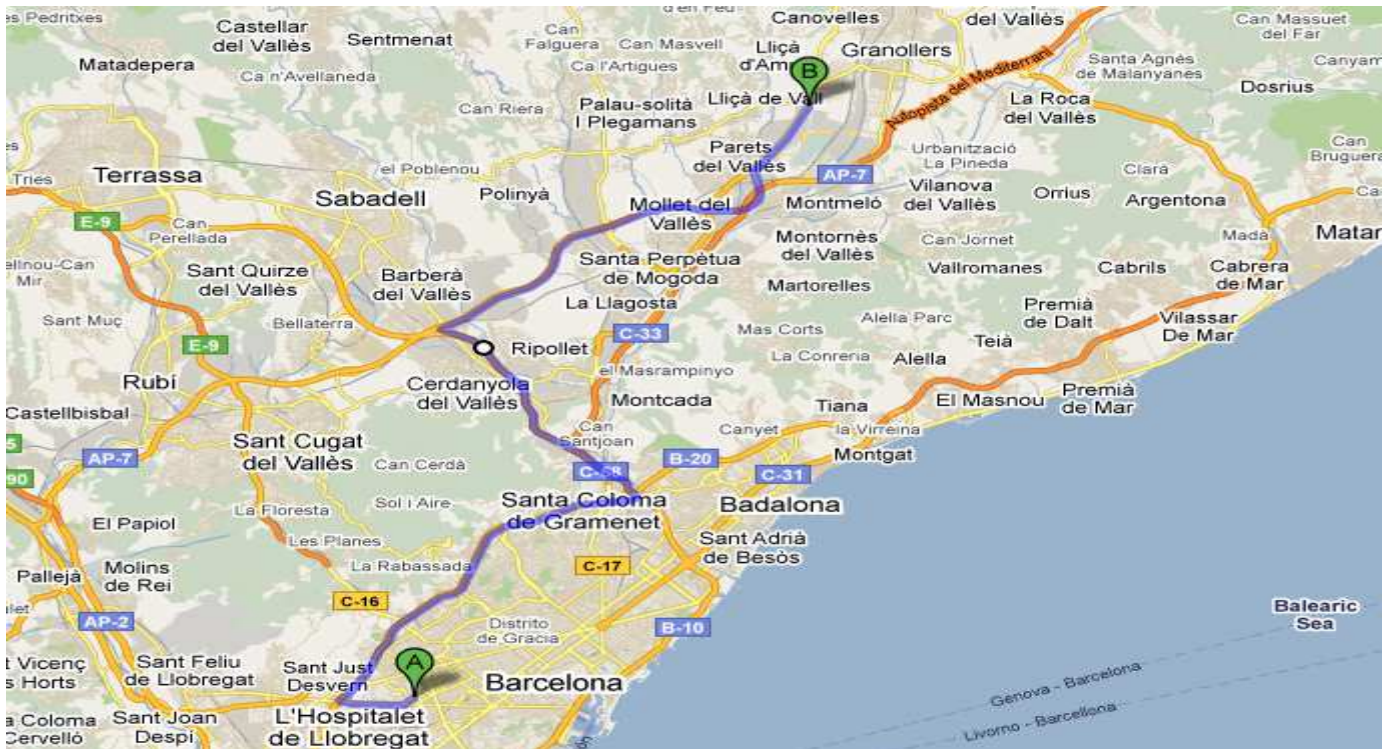 es Pedritxes
d'en Feu
Castellar
del Vallès
Sentmenat
Can
Falguera
Can Masvell
Canovelles
Lliçà
d'Am
Granollers
del Vallès
Can Massuet
del Far
Matadepera
Ca n'Avellaneda
Ca l'Artigues
B
Santa Agnès
de Malanyanes
Canyam
Autopista del Mediterrani
Dosrius
Can Riera
Palau-solità
I Plegamans
Lliçà de Vall
La Roca
del Vallès
es
Tries
Terrassa
el Poblenou
Parets
del Vallès
Urbanització
La Pineda
Can
Bruguera
Clarà
AP-7
Sabadell
Polinyà
Mollet del
Vallès
Montmeló
Vilanova
del Vallès
Orrius
Argentona
Ca
E-9
Can
Perellada
Montornès
del Vallès
Can Jornet
Mada
Matar
ellnou-Can
Mir
Sant Quirze
del Vallès
Barberà
del Vallès
Santa Perpètua
de Mogoda
Vallromanes
Cabrils
Cabrera
de Mar
Martorelles
La Llagosta
Premià
de Dalt
Sant Muç
Bellaterra
Alella Parc
Vilassar
De Mar
Mas Corts
C-33
Teià
E-9
Ripollet
La Conreria
Alella
el Masrampinyo
Rubí
Cerdanyola
del Vallès
Montcada
El Masnou
Premià
de Mar
Castellbisbal
Tiana
Can
Santjoan
Canyet
la Virreina
Sant Cugat
del Vallès
5
AP-7
Can Cerdà
B-20
Montgat
90
C-58
C-31
Sol i Aire
Santa Coloma
de Gramenet
Badalona
La Floresta
El Papiol
Les Planes
Sant Adrià
de Besòs
Molins
de Rei
La Rabassada
C-17
Pallejà
C-16
alet
AP-2
Distrito
de Gracia
B-10
Balearic
Sea
t Vicenç
s Horts
Sant Feliu
de Llobregat
Sant Just
Desvern
A
Barcelona
Genova - Barcelona
a Coloma
Cervelló
Sant Joan
Despí
L'Hospitalet
de Llobregat
Livorno - Barcellona